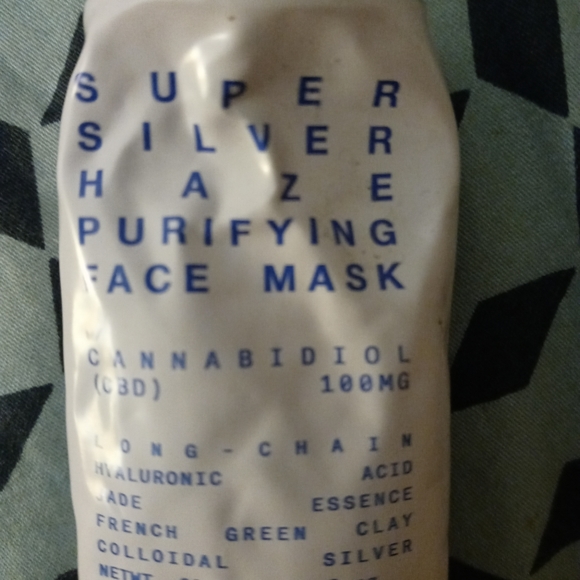 SUPER
SILVER
HAZE
PURIFYING
FACE MASK
CANNABIDIOL
(CBD) 100MG
LONG-CHAIN
HYALURONIC ACID
JADE ESSENCE
FRENCH GREEN CLAY
COLLOIDAL SILVER
NETWT